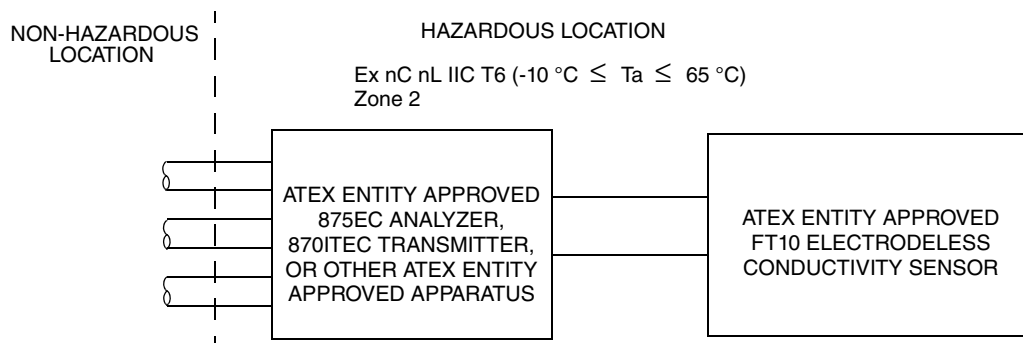 NON-HAZARDOUS
LOCATION
HAZARDOUS LOCATION
Ex nC nL IIC T6 (-10 °C ≤ Ta ≤ 65 °C)
Zone 2
ATEX ENTITY APPROVED
875EC ANALYZER,
870ITEC TRANSMITTER,
OR OTHER ATEX ENTITY
APPROVED APPARATUS
ATEX ENTITY APPROVED
FT10 ELECTRODELESS
CONDUCTIVITY SENSOR